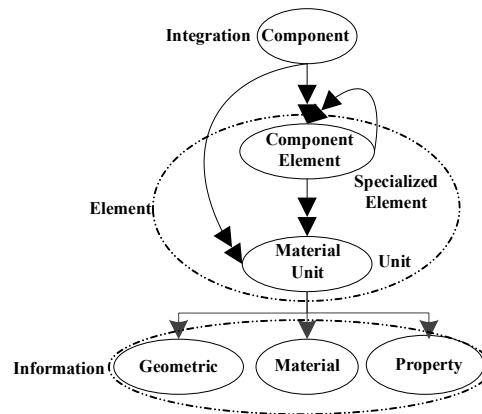 Integration Component
Component
Element
Specialized
Element
Element
Material
Unit
Unit
Information
Geometric Material Property